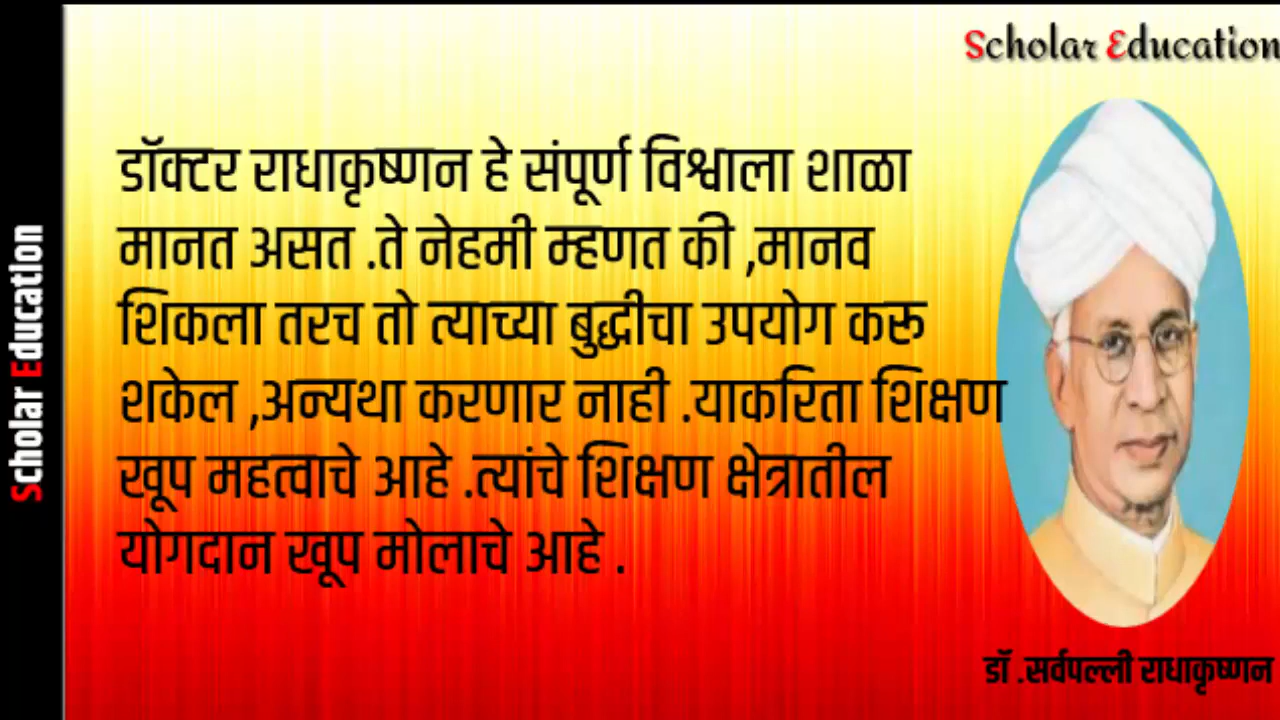 Scholar Education
Scholar Education
डॉक्टर राधाकृष्णन हे संपूर्ण विश्वाला शाळा
मानत असत .ते नेहमी म्हणत की ,मानव
शिकला तरच तो त्याच्या बुद्धीचा उपयोग करू
शकेल ,अन्यथा करणार नाही .याकरिता शिक्षण
खूप महत्वाचे आहे .त्यांचे शिक्षण क्षेत्रातील
योगदान खूप मोलाचे आहे .
डॉ .सर्वपल्ली राधाकृष्णन